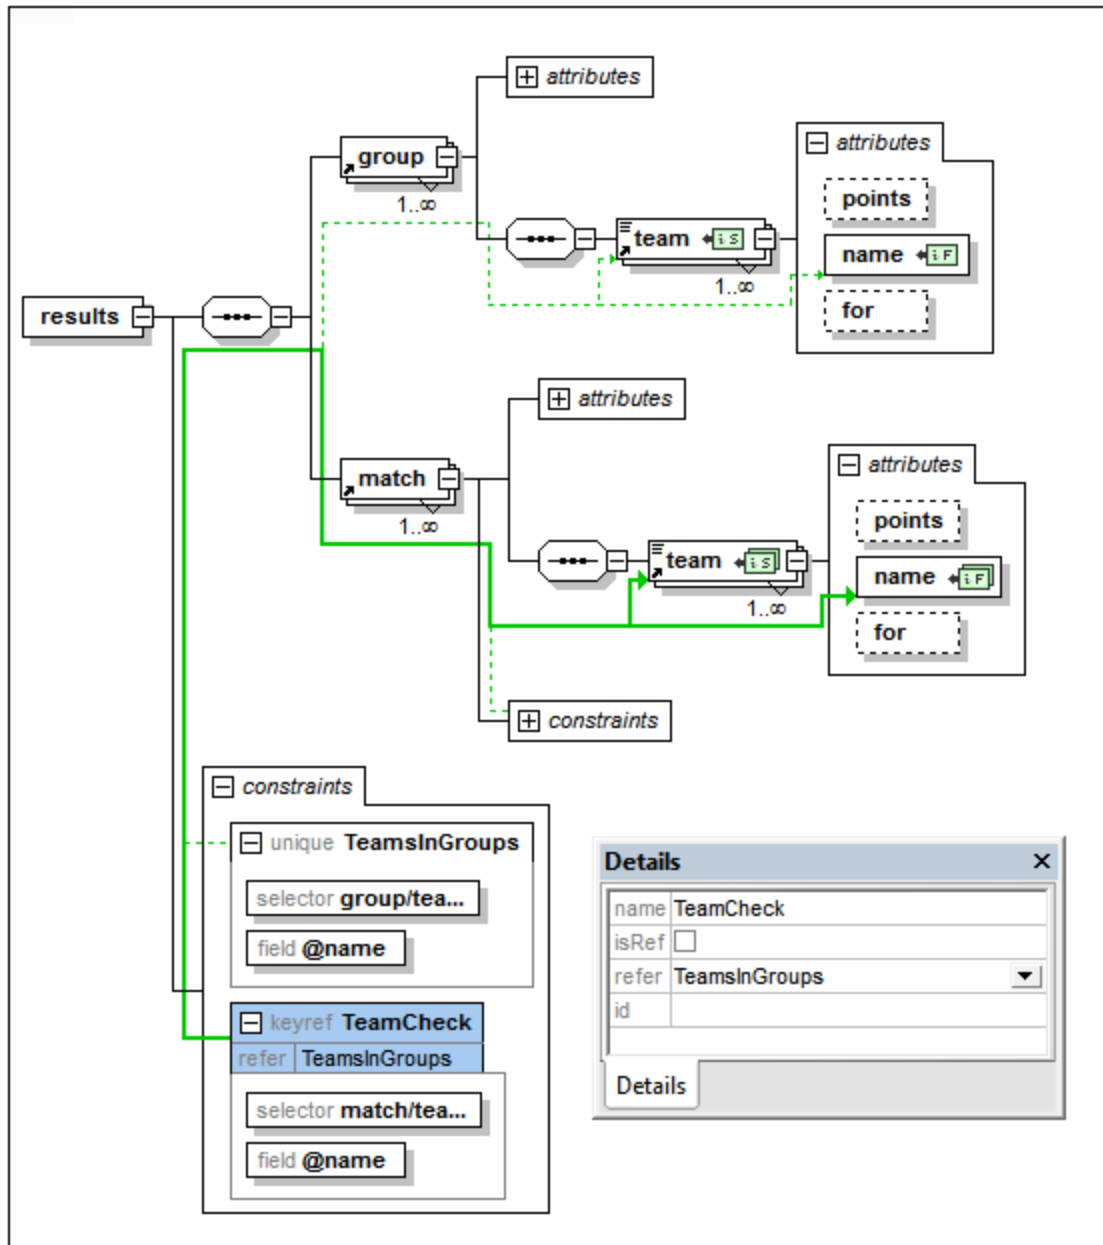 attributes
group
1..∞
attributes
points
team
i S
name
i F
1..∞
for
results
attributes
match
1..∞
attributes
points
team
i S
name
i F
1..∞
for
constraints
constraints
unique TeamsInGroups
selector group/tea...
field @name
keyref TeamCheck
refer TeamsInGroups
selector match/tea...
field @name
Details
name TeamCheck
isRef
refer TeamsInGroups
id
Details